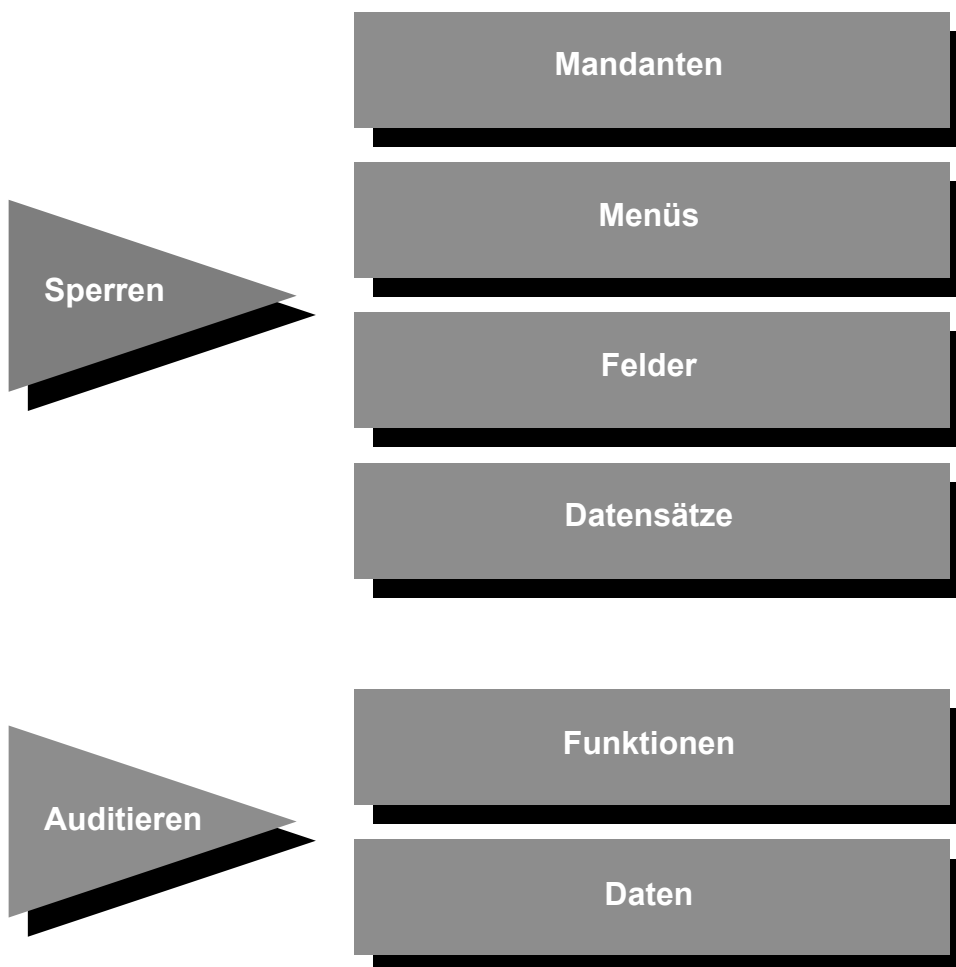 Mandanten
Menüs
Sperren
Felder
Datensätze
Funktionen
Auditieren
Daten